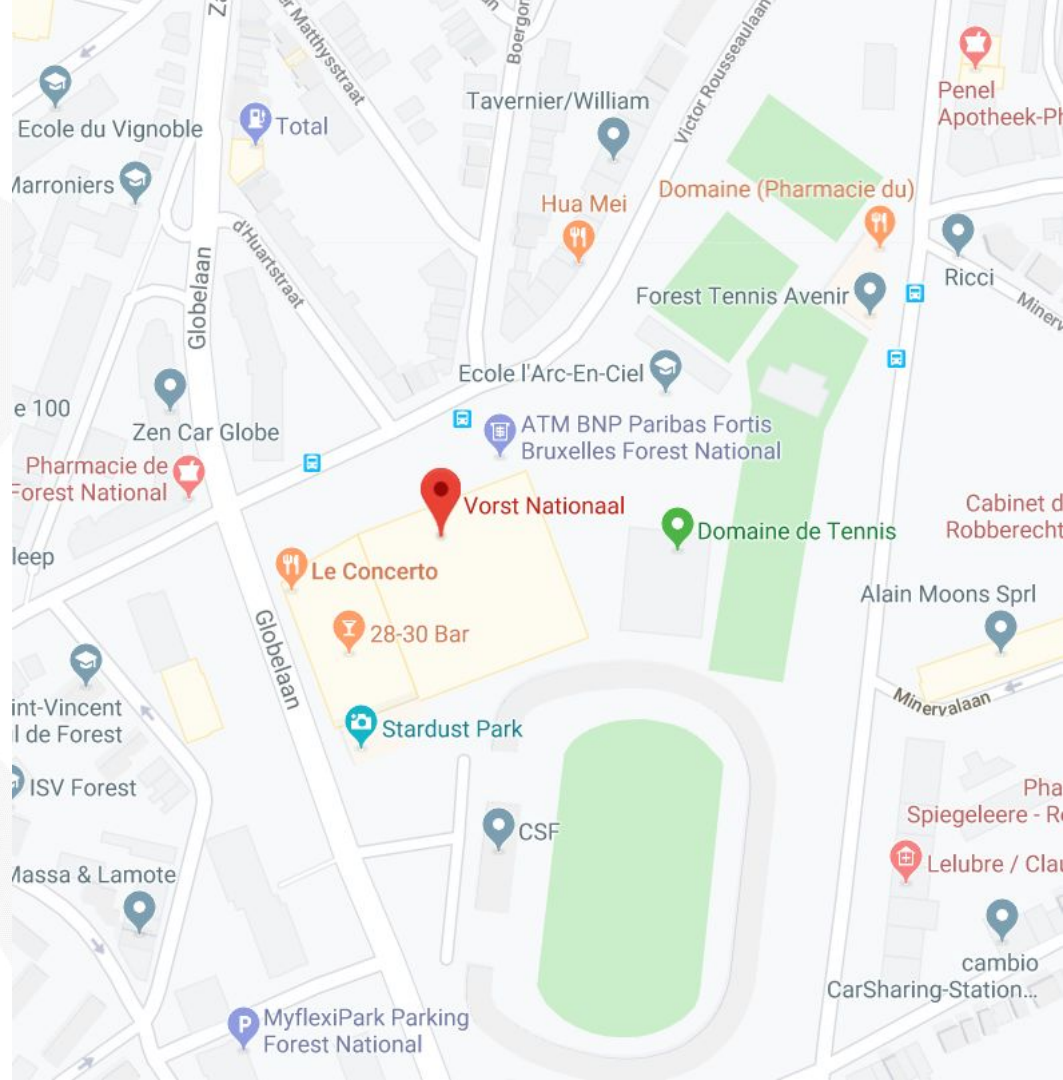 Matthysstraat
Boergon
Victor Rousseaulaan
Penel
Apotheek-Ph
Ecole du Vignoble
Total
Tavernier/William
Marroniers
Hua Mei
Domaine (Pharmacie du)
d'Huartstraat
Globelaan
Forest Tennis Avenir
Ricci
Minerv
Ecole l'Arc-En-Ciel
e 100
Zen Car Globe
ATM BNP Paribas Fortis
Bruxelles Forest National
Pharmacie de
Forest National
Vorst Nationaal
Domaine de Tennis
Cabinet d
Robberecht
leep
Le Concerto
28-30 Bar
Alain Moons Sprl
Globelaan
int-Vincent
l de Forest
Minervalaan
Stardust Park
ISV Forest
CSF
Pha
Spiegeleere - R
Massa & Lamote
Lelubre / Clau
cambio
CarSharing-Station...
P
MyflexiPark Parking
Forest National